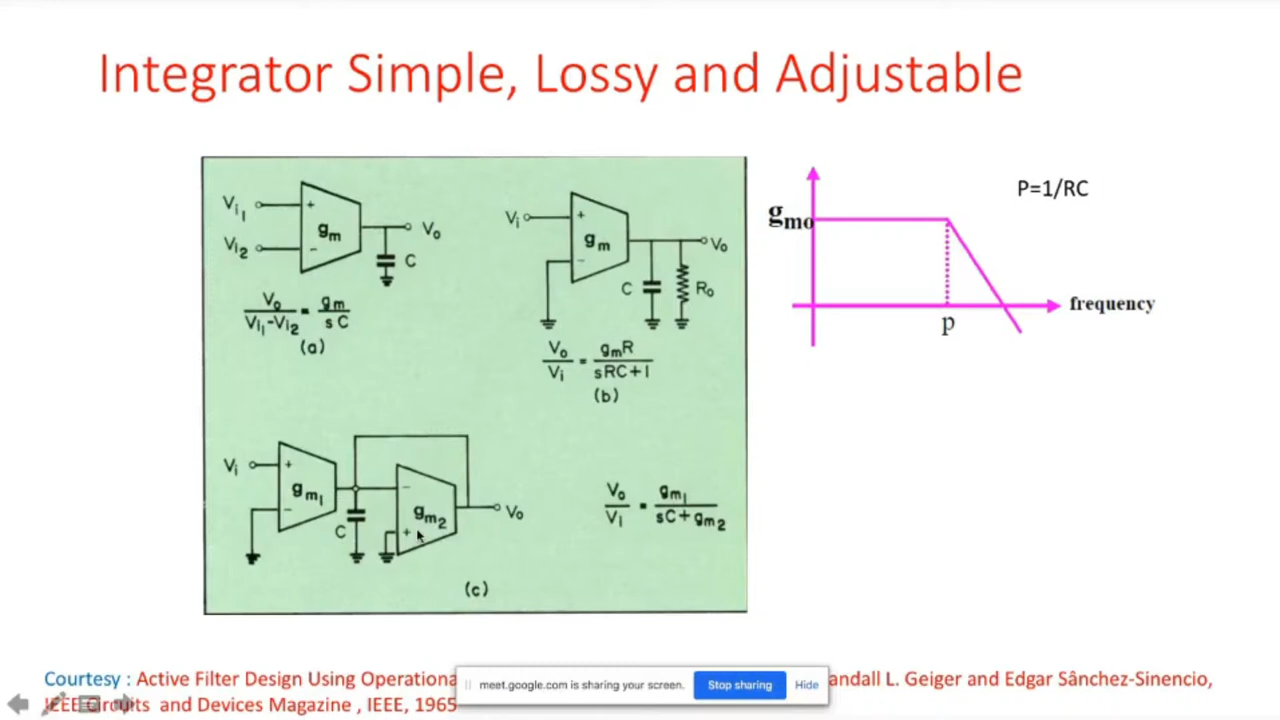 Integrator Simple, Lossy and Adjustable
Vi1
+
gm
Vo
Vi2
-
C
Vo / Vi1-Vi2 = gm / sC
(a)
Vi
+
gm
Vo
-
C
Ro
Vo / Vi = gmR / sRC+1
(b)
P=1/RC
gmo
frequency
p
Vi
+
gm1
-
C
-
gm2
+
Vo
Vo / Vi = gm1 / sC+gm2
(c)
Courtesy : Active Filter Design Using Operationa andall L. Geiger and Edgar Sânchez-Sinencio,
IEEE Circuits and Devices Magazine , IEEE, 1965
meet.google.com is sharing your screen.
Stop sharing
Hide